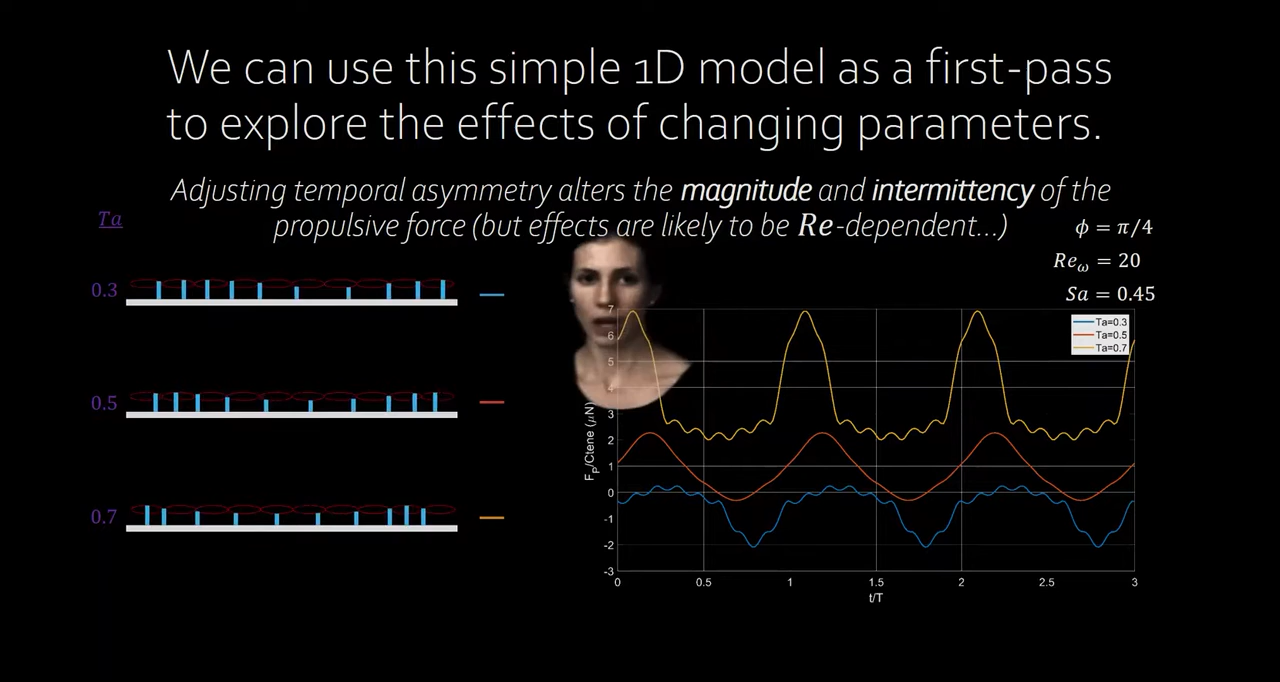 We can use this simple 1D model as a first-pass
to explore the effects of changing parameters.
Adjusting temporal asymmetry alters the magnitude and intermittency of the
propulsive force (but effects are likely to be Re-dependent...)
Ta
0.3
0.5
0.7
ϕ = π/4
Reω = 20
Sa = 0.45
Ta=0.3
Ta=0.5
Ta=0.7
7
6
5
4
3
2
1
0
-1
-2
-3
Fp/Ctene (μN)
0 0.5 1 1.5 2 2.5 3
t/T